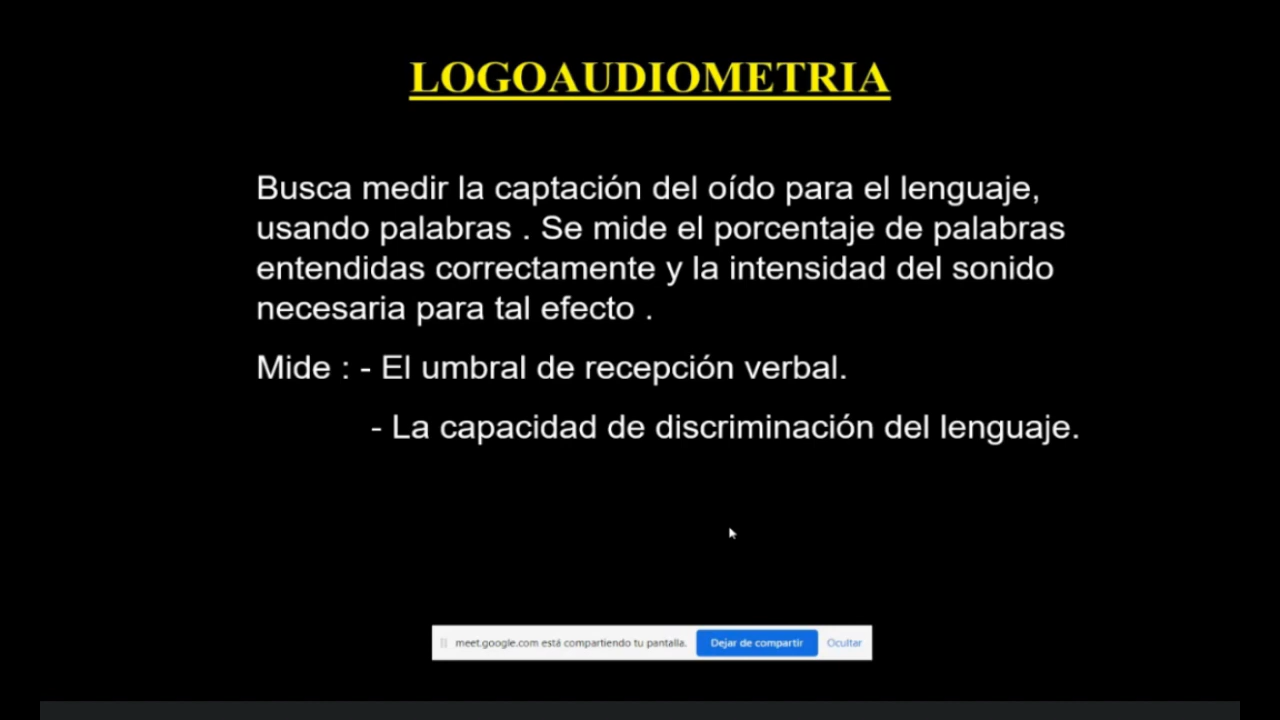 LOGOAUDIOMETRIA
Busca medir la captación del oído para el lenguaje,
usando palabras . Se mide el porcentaje de palabras
entendidas correctamente y la intensidad del sonido
necesaria para tal efecto .
Mide : - El umbral de recepción verbal.
- La capacidad de discriminación del lenguaje.
meet.google.com está compartiendo tu pantalla. Dejar de compartir Ocultar